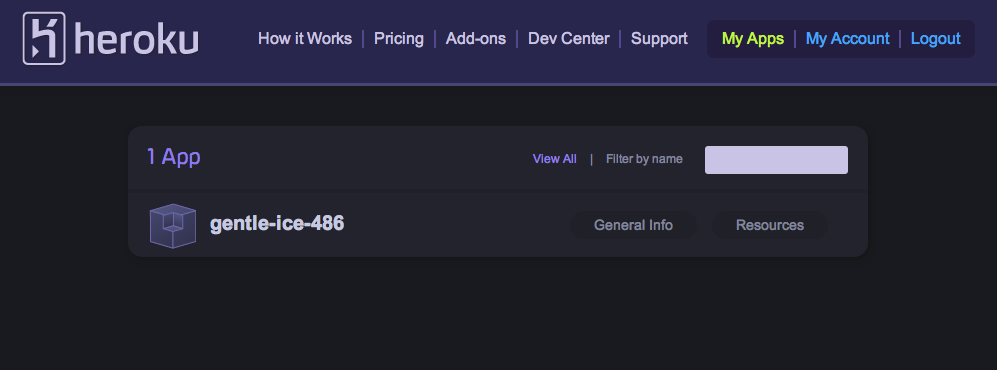 heroku How it Works | Pricing | Add-ons | Dev Center | Support My Apps | My Account | Logout
1 App View All | Filter by name
gentle-ice-486 General Info Resources